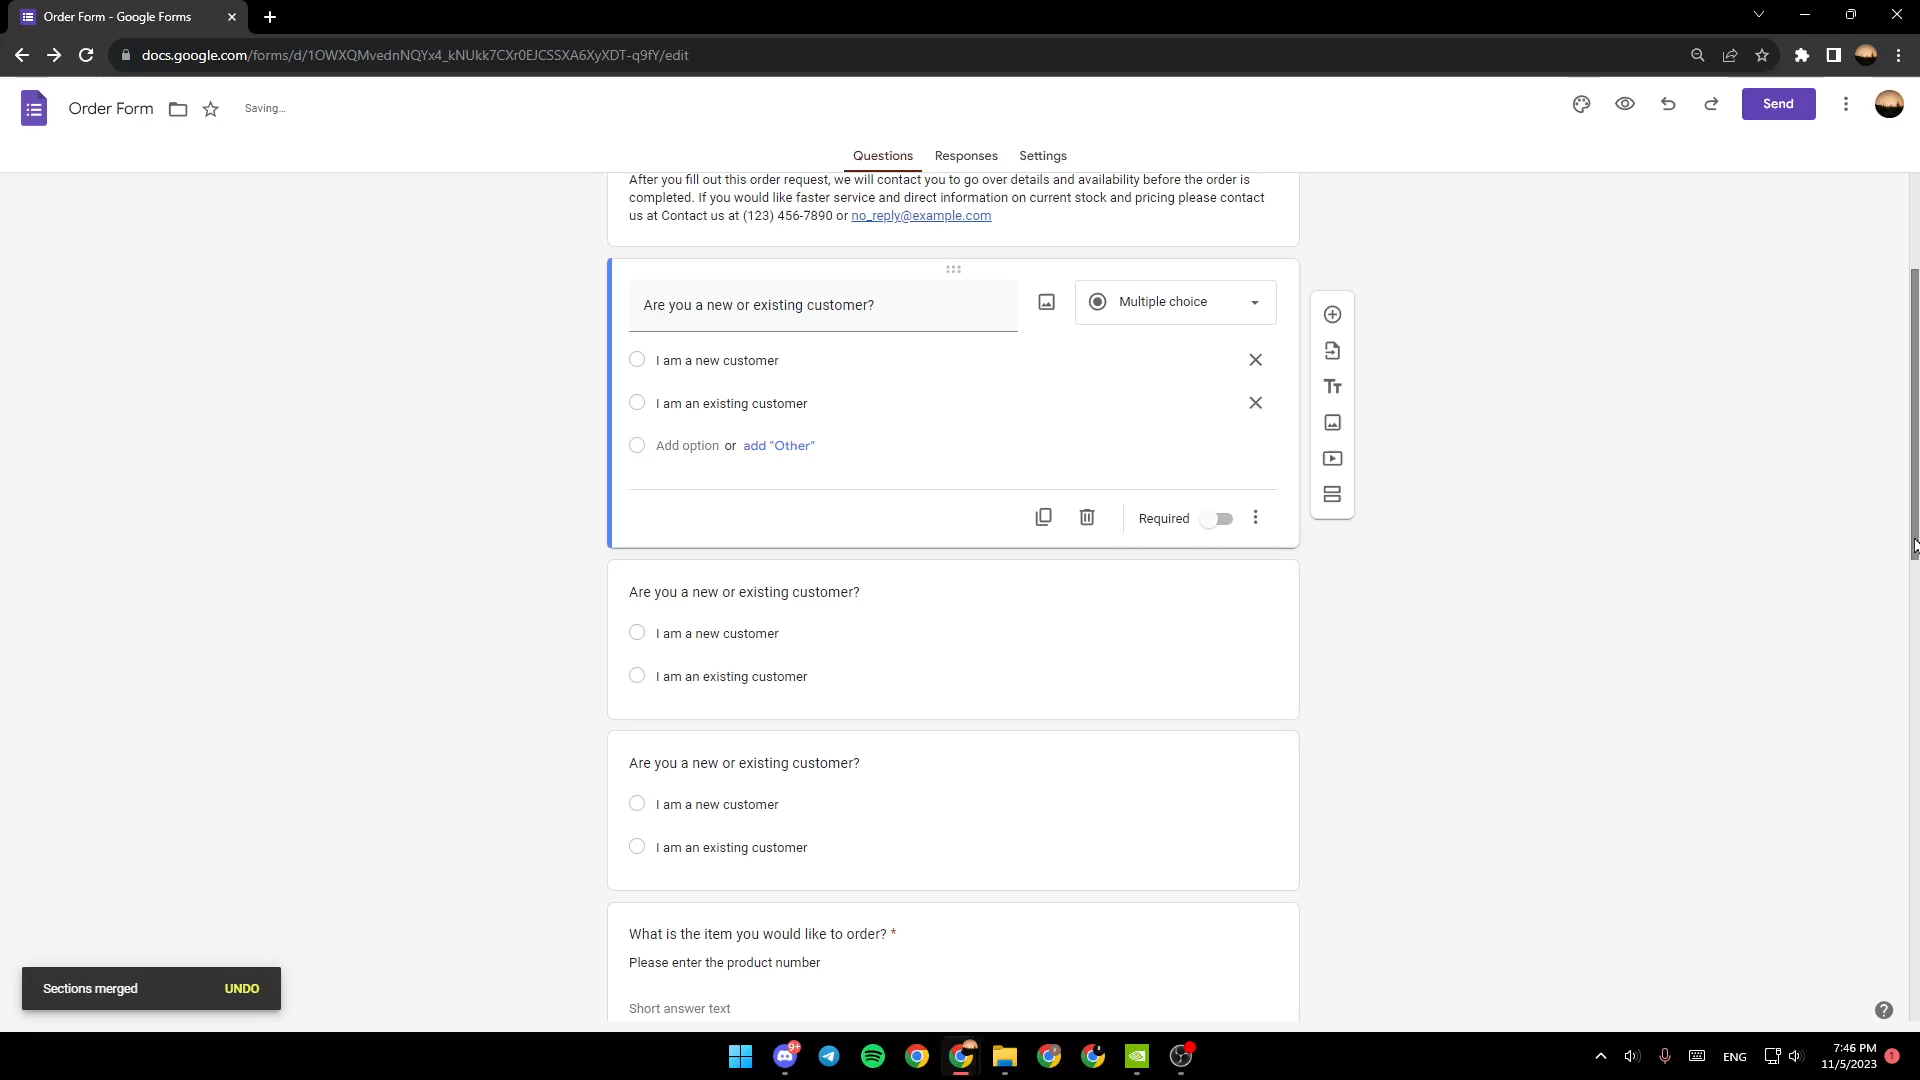 Order Form - Google Forms
docs.google.com/forms/d/1OWXQMvednNQYx4_kNUkk7CXr0EJCSSXA6XyXDT-q9fY/edit
Order Form
Saving...
Send
Questions Responses Settings
After you fill out this order request, we will contact you to go over details and availability before the order is
completed. If you would like faster service and direct information on current stock and pricing please contact
us at Contact us at (123) 456-7890 or no_reply@example.com
Are you a new or existing customer?
Multiple choice
I am a new customer
I am an existing customer
Add option or add "Other"
Required
Are you a new or existing customer?
I am a new customer
I am an existing customer
Are you a new or existing customer?
I am a new customer
I am an existing customer
What is the item you would like to order? *
Please enter the product number
Short answer text
Sections merged UNDO
9+
ENG
7:46 PM
11/5/2023
1